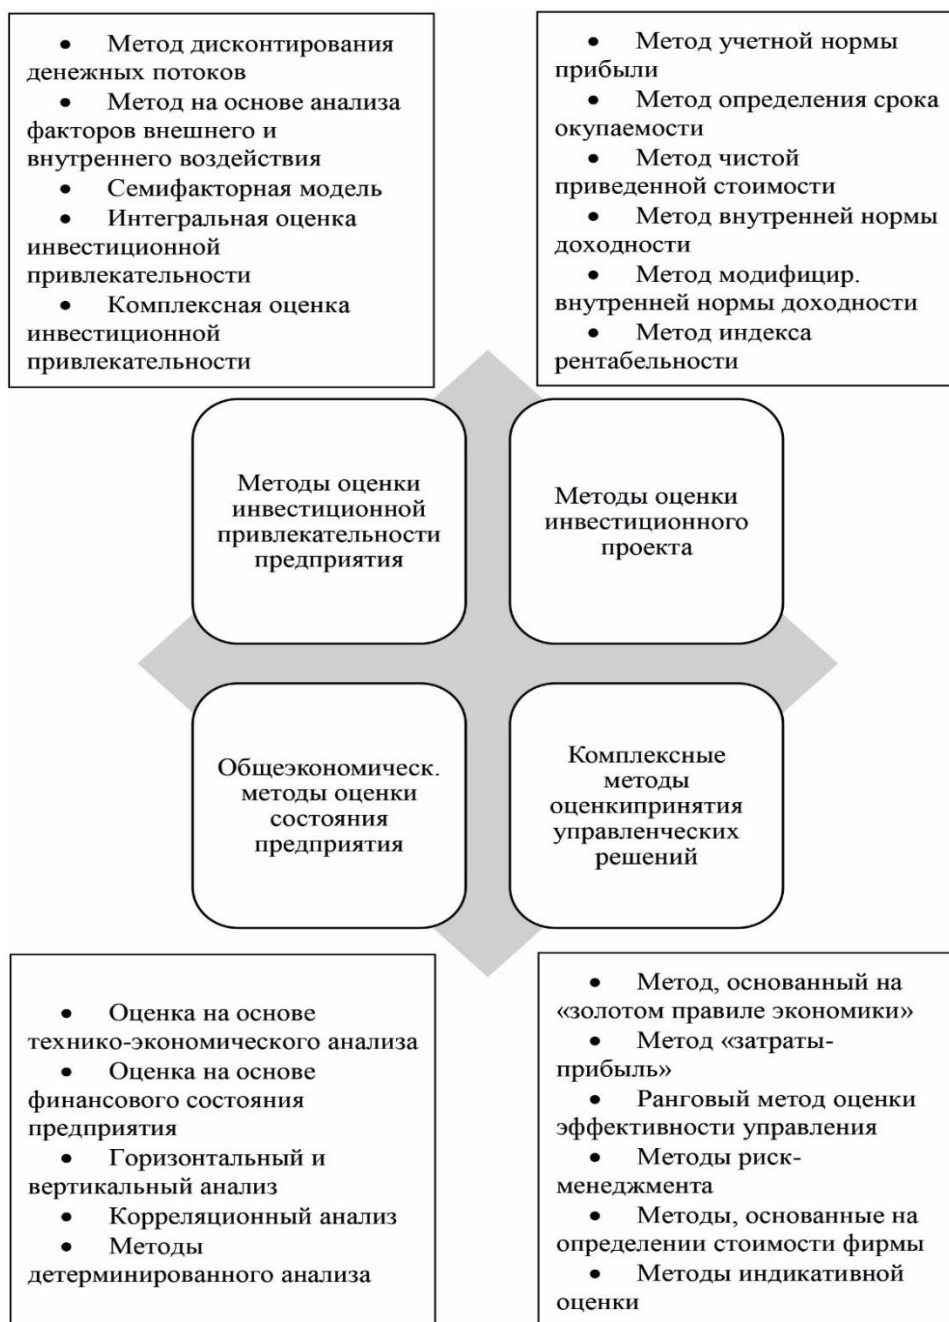 • Метод дисконтирования
денежных потоков
• Метод на основе анализа
факторов внешнего и
внутреннего воздействия
• Семифакторная модель
• Интегральная оценка
инвестиционной
привлекательности
• Комплексная оценка
инвестиционной
привлекательности
• Метод учетной нормы
прибыли
• Метод определения срока
окупаемости
• Метод чистой
приведенной стоимости
• Метод внутренней нормы
доходности
• Метод модифицир.
внутренней нормы доходности
• Метод индекса
рентабельности
Методы оценки
инвестиционной
привлекательности
предприятия
Методы оценки
инвестиционного
проекта
Общеэкономическ.
методы оценки
состояния
предприятия
Комплексные
методы
оценкипринятия
управленческих
решений
• Оценка на основе
технико-экономического анализа
• Оценка на основе
финансового состояния
предприятия
• Горизонтальный и
вертикальный анализ
• Корреляционный анализ
• Методы
детерминированного анализа
• Метод, основанный на
«золотом правиле экономики»
• Метод «затраты-
прибыль»
• Ранговый метод оценки
эффективности управления
• Методы риск-
менеджмента
• Методы, основанные на
определении стоимости фирмы
• Методы индикативной
оценки